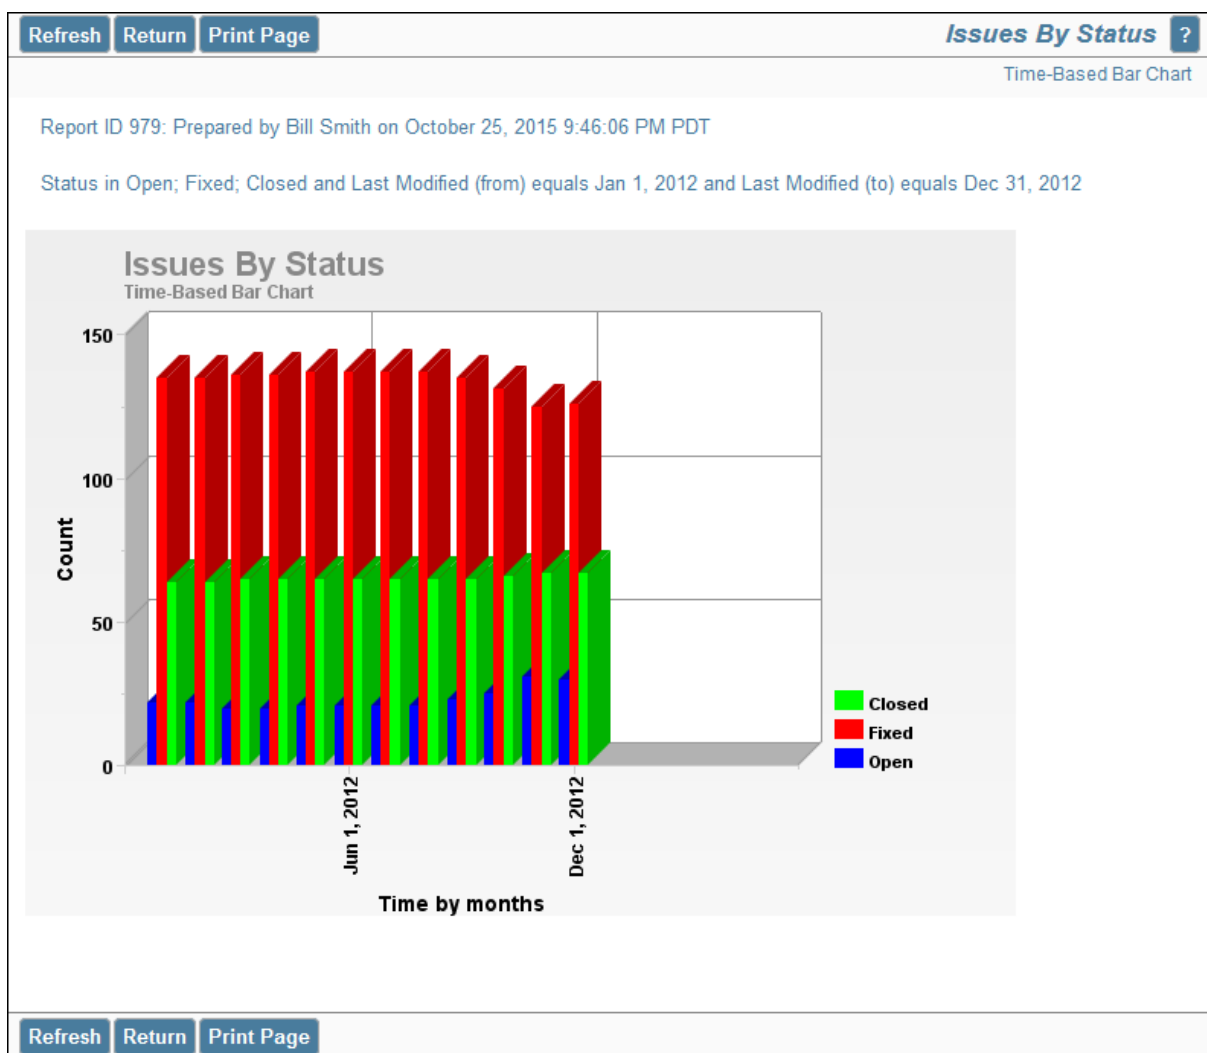 Refresh Return Print Page Issues By Status ?
Time-Based Bar Chart
Report ID 979: Prepared by Bill Smith on October 25, 2015 9:46:06 PM PDT
Status in Open; Fixed; Closed and Last Modified (from) equals Jan 1, 2012 and Last Modified (to) equals Dec 31, 2012
Issues By Status
Time-Based Bar Chart
150
100
50
0
Count
Jun 1, 2012
Dec 1, 2012
Time by months
Closed
Fixed
Open
Refresh Return Print Page